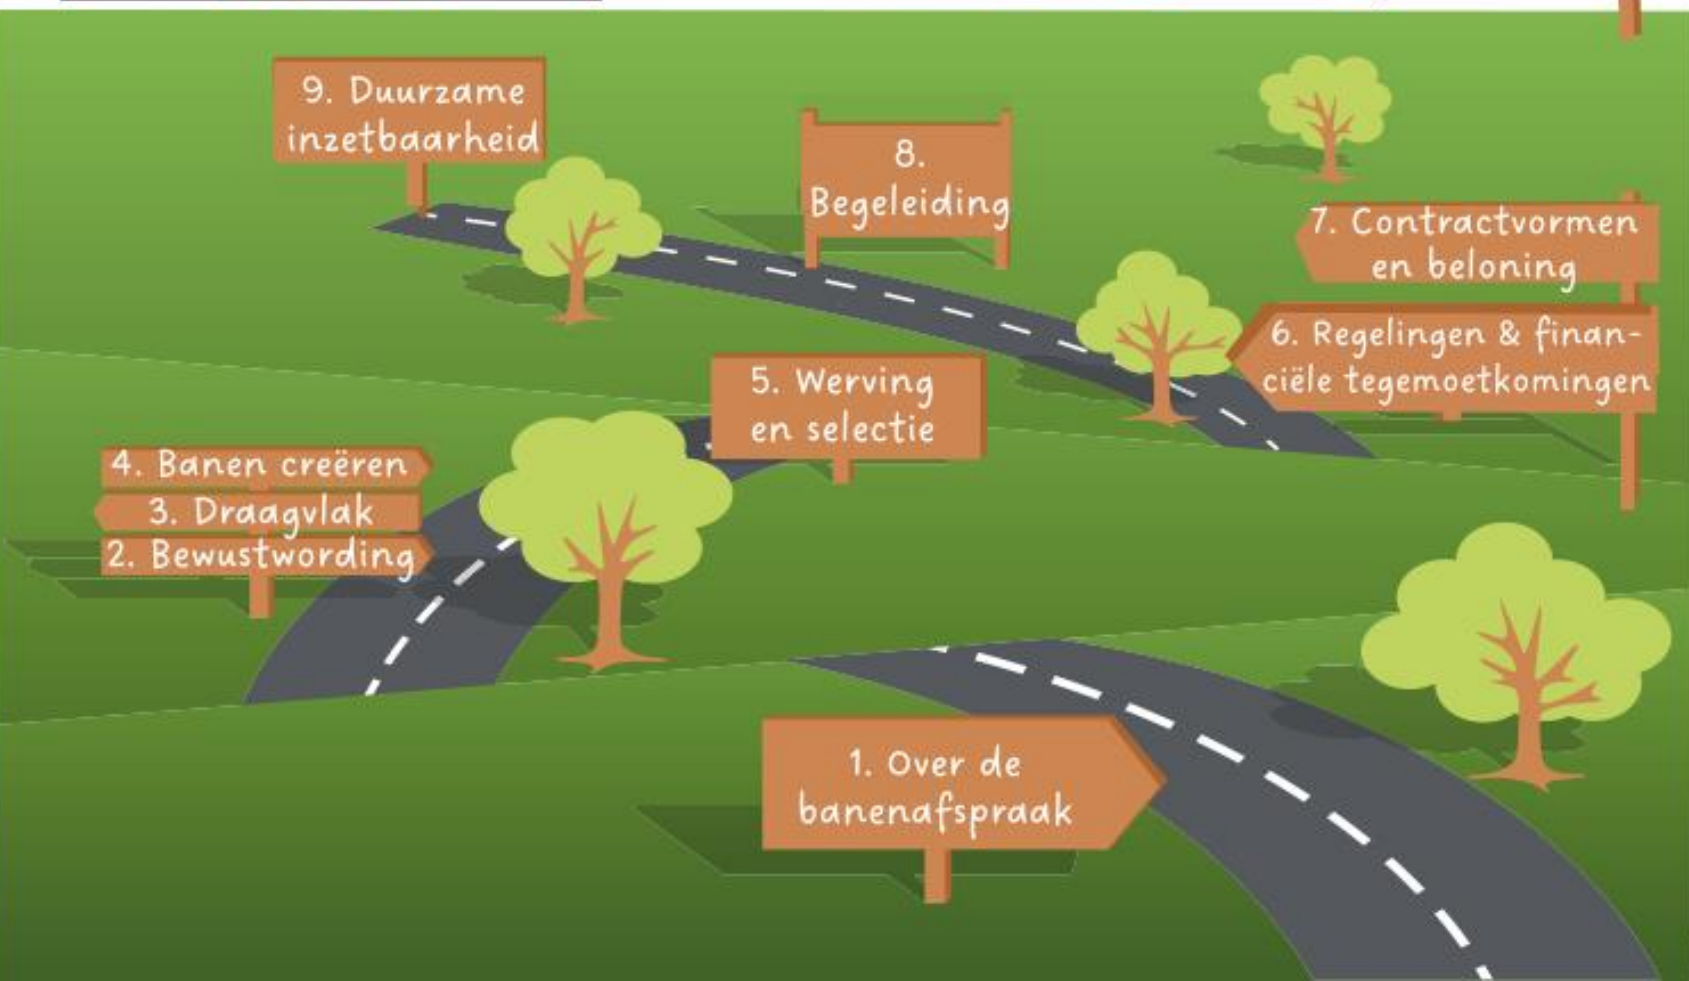 9. Duurzame
inzetbaarheid
8.
Begeleiding
7. Contractvormen
en beloning
6. Regelingen & finan-
ciële tegemoetkomingen
5. Werving
en selectie
4. Banen creëren
3. Draagvlak
2. Bewustwording
1. Over de
banenafspraak